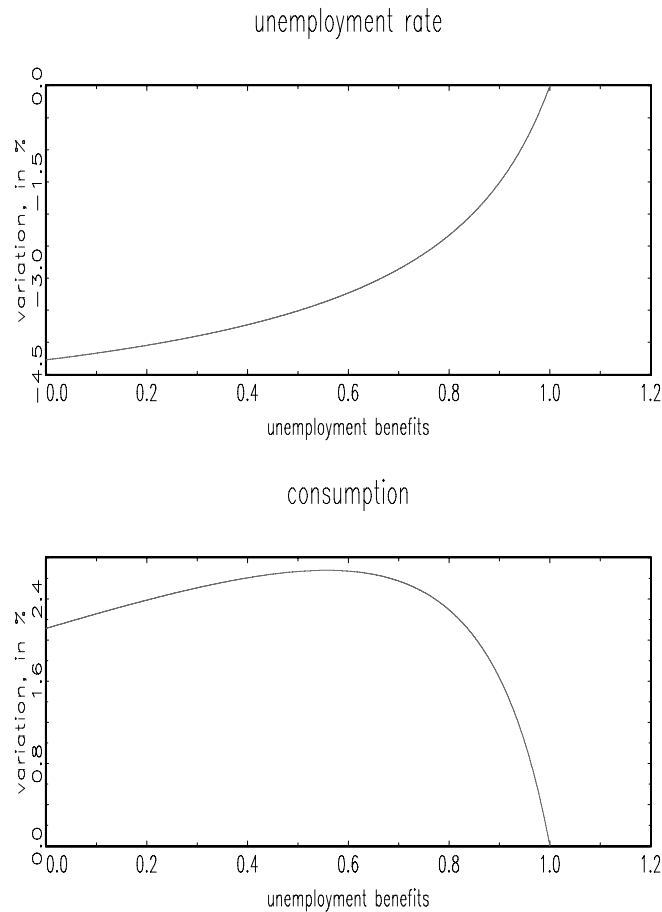 unemployment rate
variation, in %
0.0
−1.5
−3.0
−4.5
0.0 0.2 0.4 0.6 0.8 1.0 1.2
unemployment benefits
consumption
variation, in %
2.4
1.6
0.8
0.0
0.0 0.2 0.4 0.6 0.8 1.0 1.2
unemployment benefits